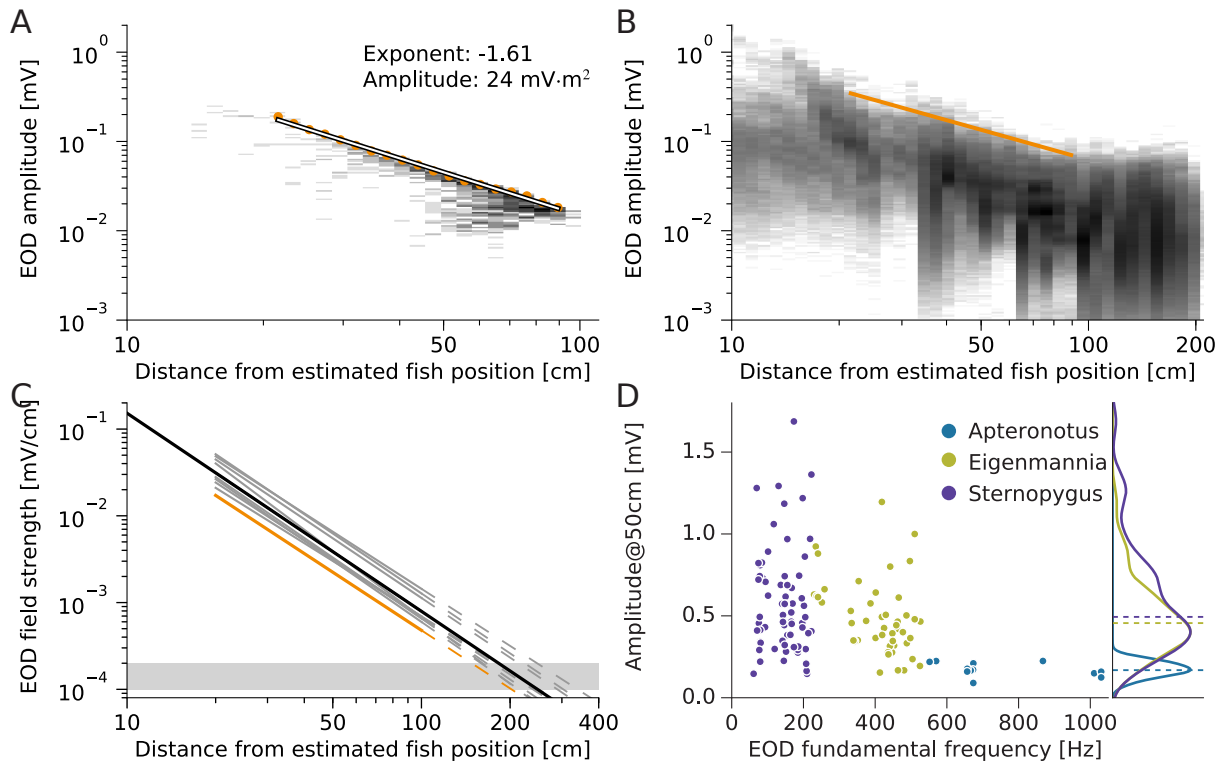 A
EOD amplitude [mV]
10⁰
10⁻¹
10⁻²
10⁻³
Exponent: -1.61
Amplitude: 24 mV·m²
10
50
100
Distance from estimated fish position [cm]
B
EOD amplitude [mV]
10⁰
10⁻¹
10⁻²
10⁻³
10
50
100
200
Distance from estimated fish position [cm]
C
EOD field strength [mV/cm]
10⁻¹
10⁻²
10⁻³
10⁻⁴
10
50
100
200
400
Distance from estimated fish position [cm]
D
Amplitude@50cm [mV]
1.5
1.0
0.5
0.0
Apteronotus
Eigenmannia
Sternopygus
0
200
400
600
800
1000
EOD fundamental frequency [Hz]